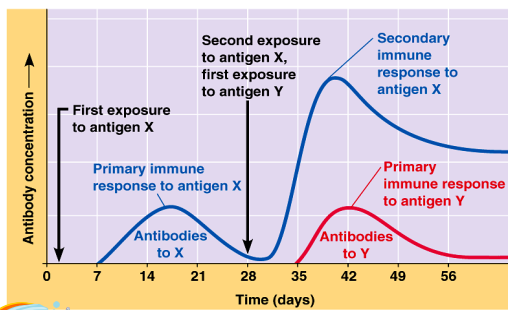 Second exposure
to antigen X,
first exposure
to antigen Y
Secondary
immune
response to
antigen X
First exposure
to antigen X
Primary immune
response to antigen X
Primary
immune response
to antigen Y
Antibodies
to X
Antibodies
to Y
Antibody concentration
0 7 14 21 28 35 42 49 56
Time (days)